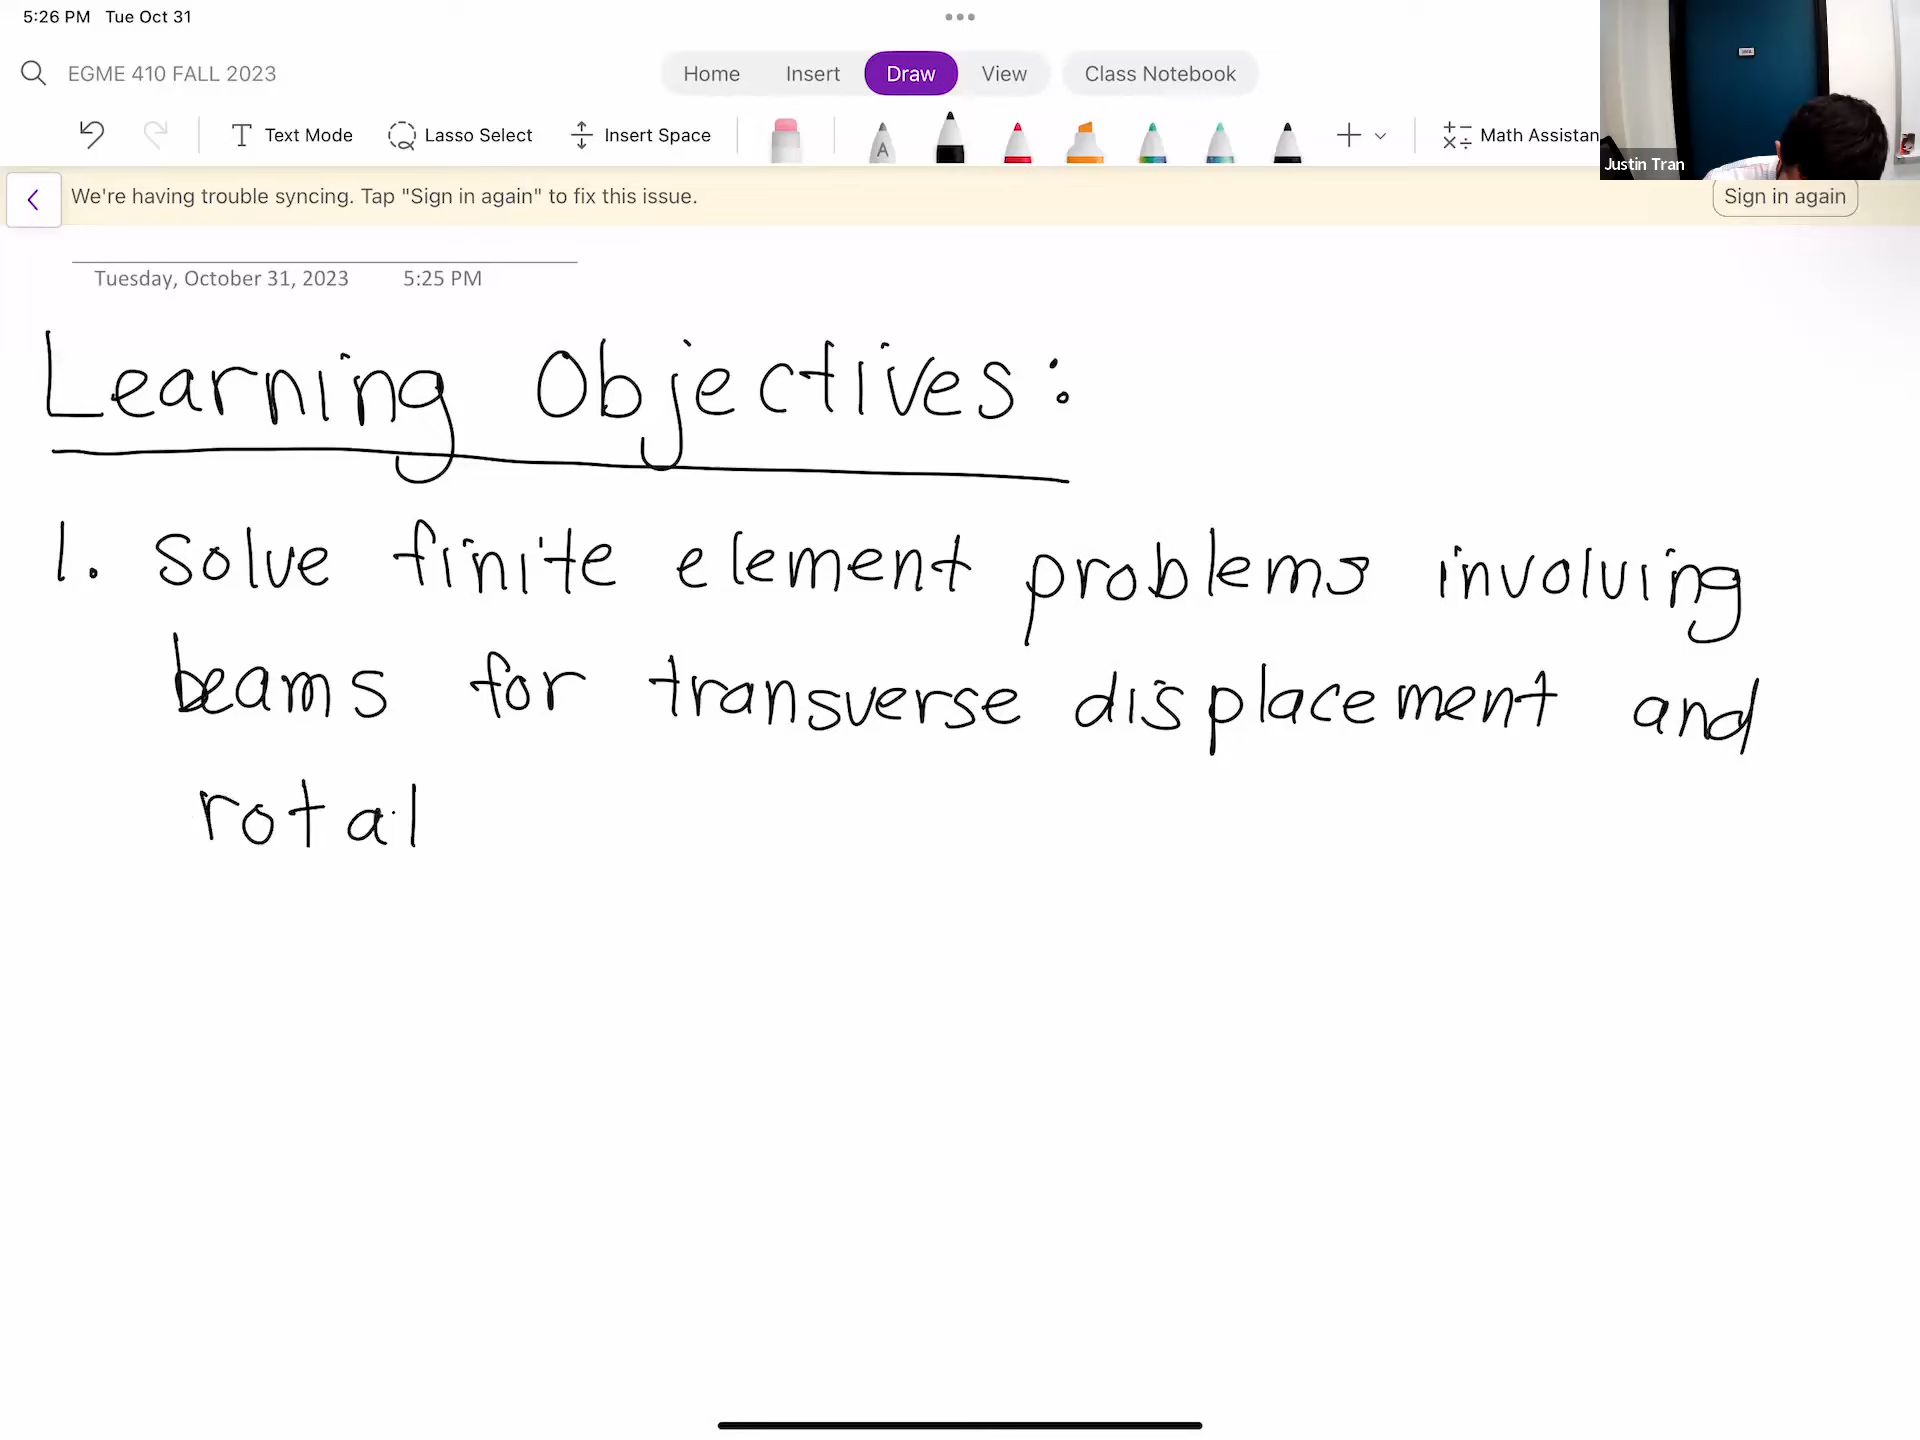 5:26 PM Tue Oct 31
EGME 410 FALL 2023
Home Insert Draw View Class Notebook
Text Mode Lasso Select Insert Space A Math Assistan
Justin Tran
We're having trouble syncing. Tap "Sign in again" to fix this issue.
Sign in again
Tuesday, October 31, 2023 5:25 PM
Learning Objectives:
1. Solve finite element problems involving
beams for transverse displacement and
rotal